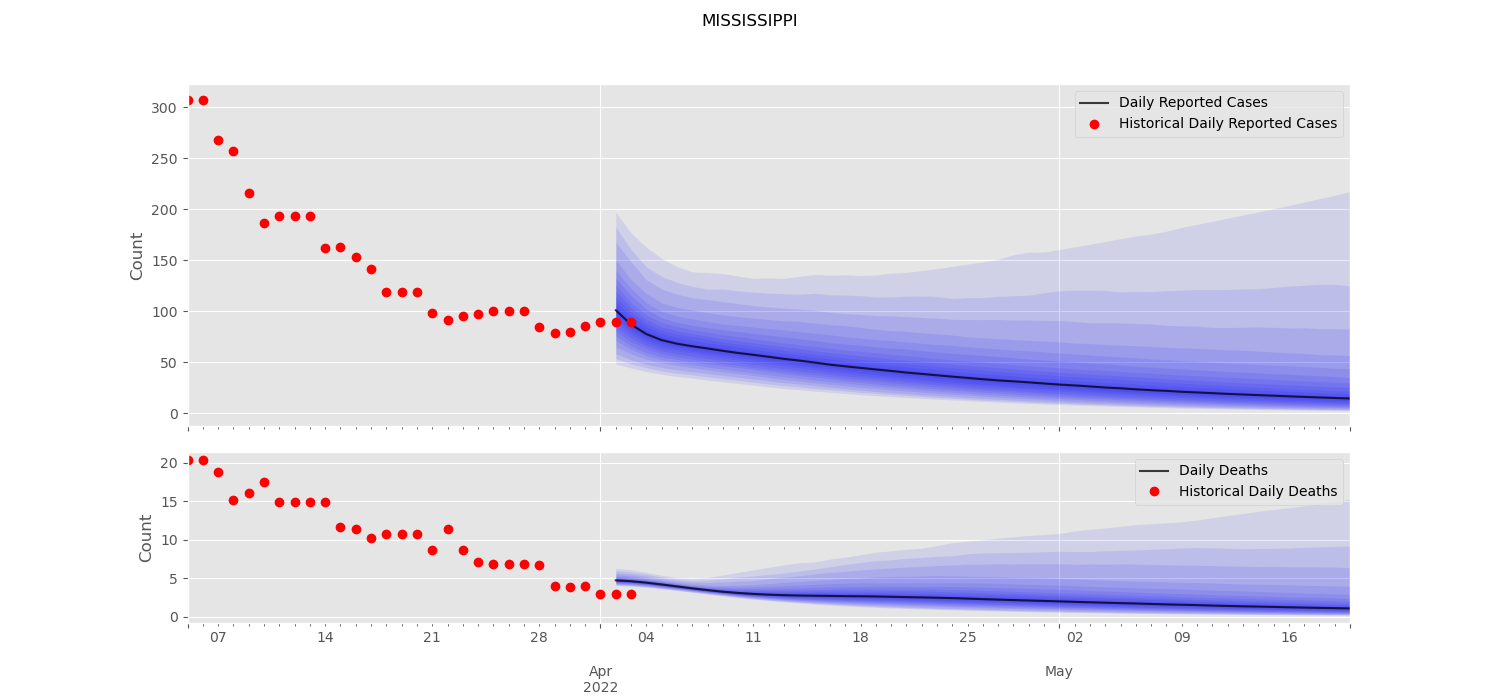 MISSISSIPPI
300
250
200
150
100
50
0
Count
Daily Reported Cases
Historical Daily Reported Cases
20
15
10
5
0
Count
Daily Deaths
Historical Daily Deaths
07 14 21 28 04 11 18 25 02 09 16
Apr May
2022